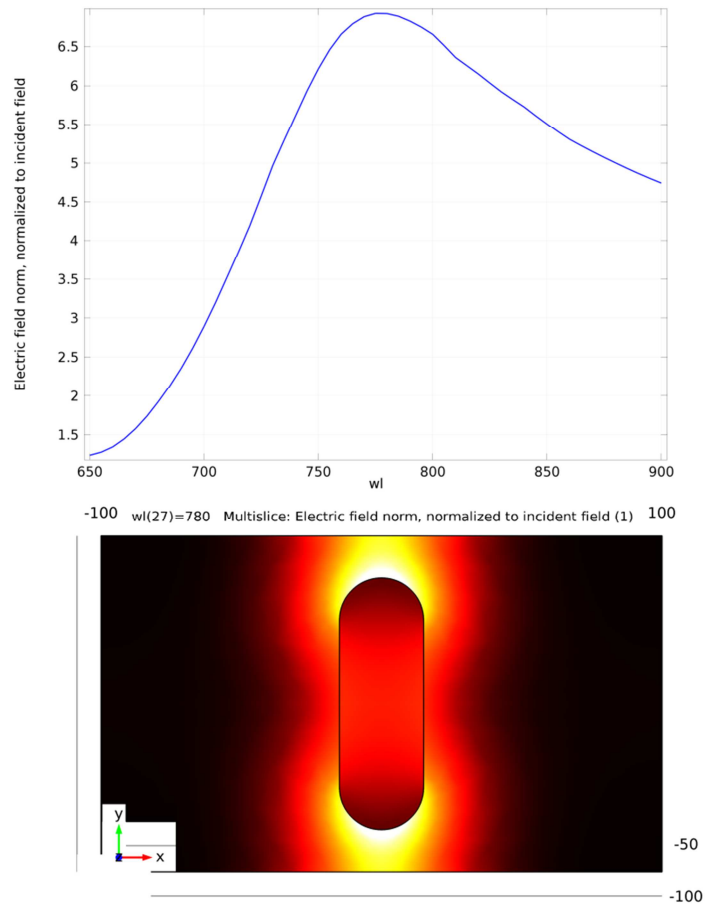 Electric field norm, normalized to incident field
6.5
6
5.5
5
4.5
4
3.5
3
2.5
2
1.5
650 700 750 800 850 900
wl
-100 wl(27)=780 Multislice: Electric field norm, normalized to incident field (1) 100
y
z x
-50
-100